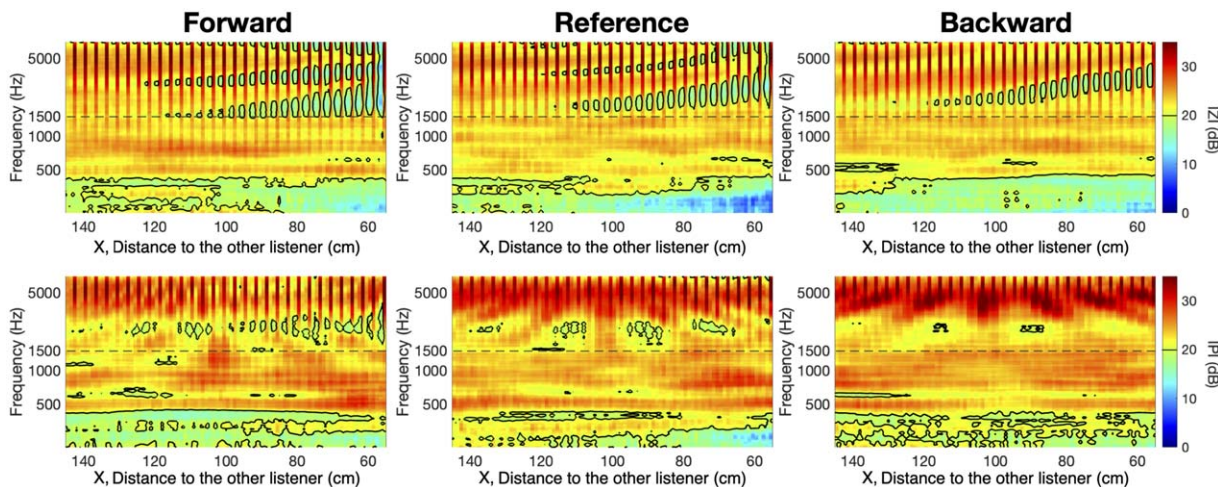 Forward Reference Backward
Frequency (Hz) 5000 1500 1000 500
140 120 100 80 60
X, Distance to the other listener (cm)
Frequency (Hz) 5000 1500 1000 500
140 120 100 80 60
X, Distance to the other listener (cm)
Frequency (Hz) 5000 1500 1000 500
140 120 100 80 60
X, Distance to the other listener (cm)
30 20 10 0 |Z| (dB)
Frequency (Hz) 5000 1500 1000 500
140 120 100 80 60
X, Distance to the other listener (cm)
Frequency (Hz) 5000 1500 1000 500
140 120 100 80 60
X, Distance to the other listener (cm)
Frequency (Hz) 5000 1500 1000 500
140 120 100 80 60
X, Distance to the other listener (cm)
30 20 10 0 |P| (dB)